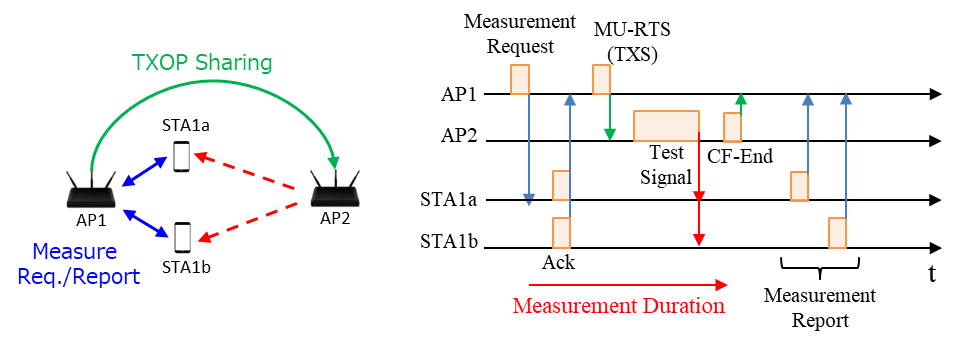 TXOP Sharing
STA1a
AP1
AP2
Measure
Req./Report
STA1b
Measurement
Request
MU-RTS
(TXS)
AP1
AP2
Test
Signal
CF-End
STA1a
STA1b
Ack
t
Measurement Duration
Measurement
Report